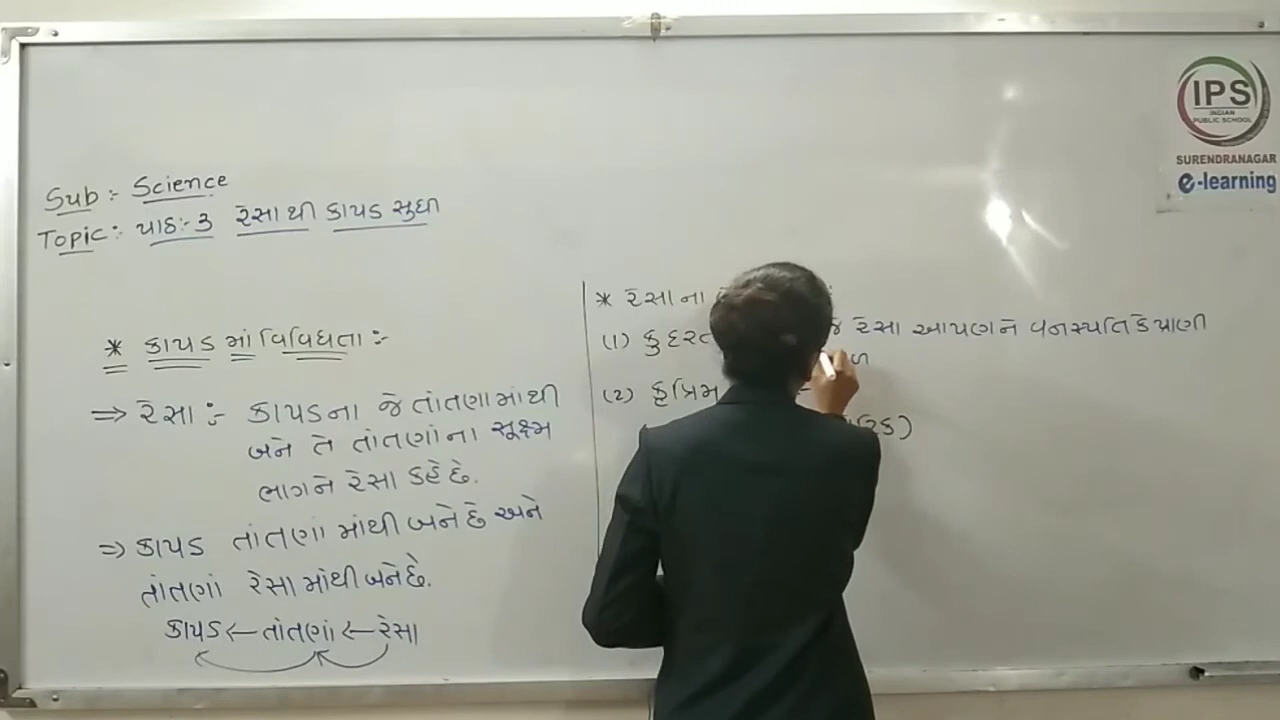 Sub :- Science
Topic :- પાઠ:- 3 રેસા થી કાપડ સુધી
* કાપડ માં વિવિધતા :-
⇒ રેસા :- કાપડના જે તાંતણામાંથી
બને તે તાંતણાંના સૂક્ષ્મ
ભાગને રેસા કહે છે.
⇒ કાપડ તાંતણાં માંથી બને છે અને
તાંતણાં રેસા માંથી બને છે.
કાપડ ← તાંતણાં ← રેસા
* રેસા ના
(1) રેસા આપણને વનસ્પતિ કે પ્રાણી
(2) કૃત્રિમ
IPS
INDIAN
PUBLIC SCHOOL
SURENDRANAGAR
e-learning